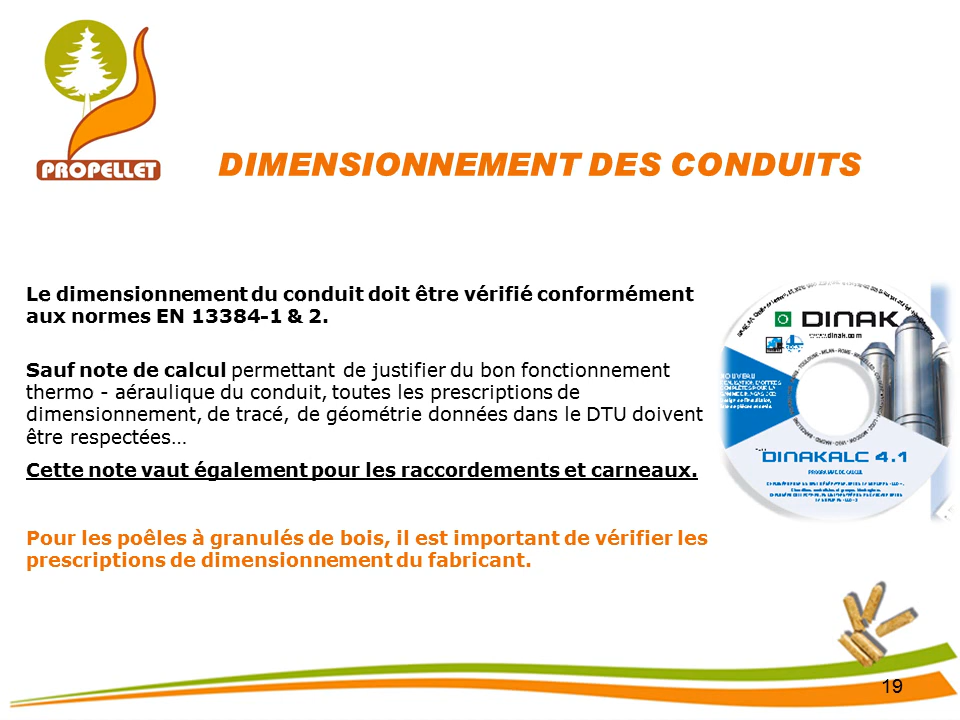 PROPELLET
DIMENSIONNEMENT DES CONDUITS
Le dimensionnement du conduit doit être vérifié conformément
aux normes EN 13384-1 & 2.
Sauf note de calcul permettant de justifier du bon fonctionnement
thermo - aéraulique du conduit, toutes les prescriptions de
dimensionnement, de tracé, de géométrie données dans le DTU doivent
être respectées…
Cette note vaut également pour les raccordements et carneaux.
Pour les poêles à granulés de bois, il est important de vérifier les
prescriptions de dimensionnement du fabricant.
DINAK
www.dinak.com
NOUVEAU
DINAKALC 4.1
PROGRAMME DE CALCUL
19